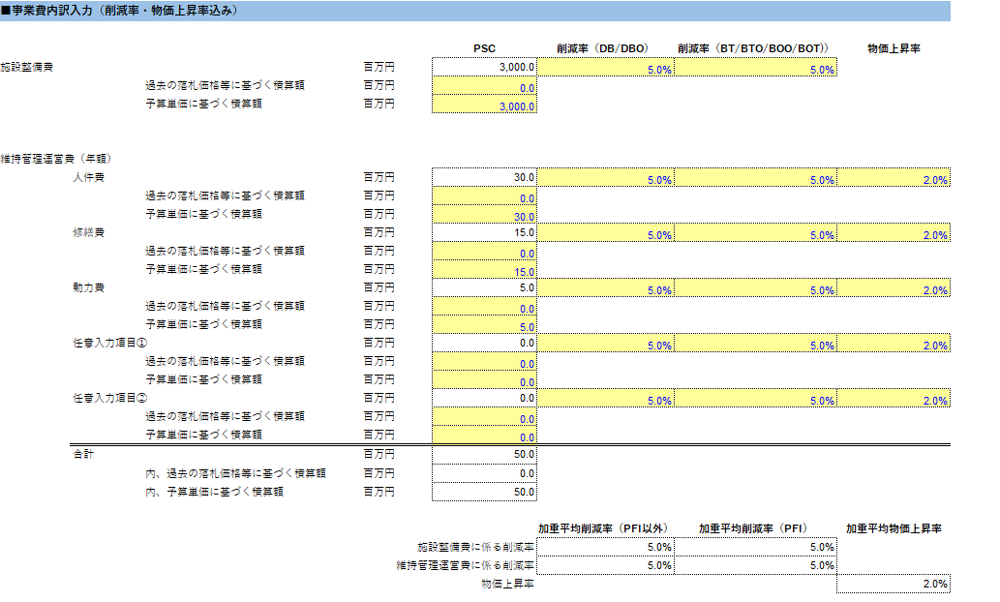 ■事業費内訳入力（削減率・物価上昇率込み）
PSC 削減率（DB/DBO） 削減率（BT/BTO/BOO/BOT)） 物価上昇率
施設整備費 百万円 3,000.0 5.0% 5.0%
過去の落札価格等に基づく積算額 百万円 0.0
予算単価に基づく積算額 百万円 3,000.0
維持管理運営費（年額）
人件費 百万円 30.0 5.0% 5.0% 2.0%
過去の落札価格等に基づく積算額 百万円 0.0
予算単価に基づく積算額 百万円 30.0
修繕費 百万円 15.0 5.0% 5.0% 2.0%
過去の落札価格等に基づく積算額 百万円 0.0
予算単価に基づく積算額 百万円 15.0
動力費 百万円 5.0 5.0% 5.0% 2.0%
過去の落札価格等に基づく積算額 百万円 0.0
予算単価に基づく積算額 百万円 5.0
任意入力項目① 百万円 0.0 5.0% 5.0% 2.0%
過去の落札価格等に基づく積算額 百万円 0.0
予算単価に基づく積算額 百万円 0.0
任意入力項目② 百万円 0.0 5.0% 5.0% 2.0%
過去の落札価格等に基づく積算額 百万円 0.0
予算単価に基づく積算額 百万円 0.0
合計 百万円 50.0
内、過去の落札価格等に基づく積算額 百万円 0.0
内、予算単価に基づく積算額 百万円 50.0
加重平均削減率（PFI以外） 加重平均削減率（PFI） 加重平均物価上昇率
施設整備費に係る削減率 5.0% 5.0%
維持管理運営費に係る削減率 5.0% 5.0%
物価上昇率 2.0%